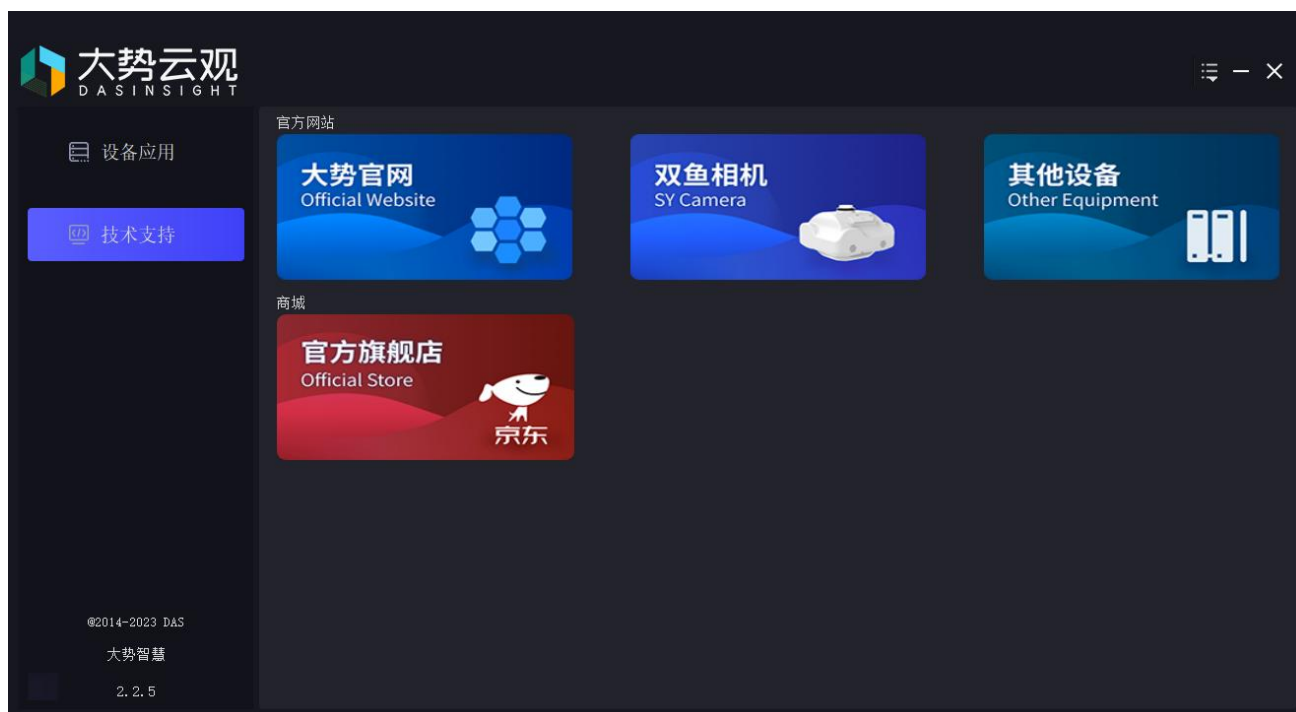 大势云观
DASINSIGHT
设备应用
技术支持
官方网站
大势官网
Official Website
双鱼相机
SY Camera
其他设备
Other Equipment
商城
官方旗舰店
Official Store
京东
@2014-2023 DAS
大势智慧
2.2.5